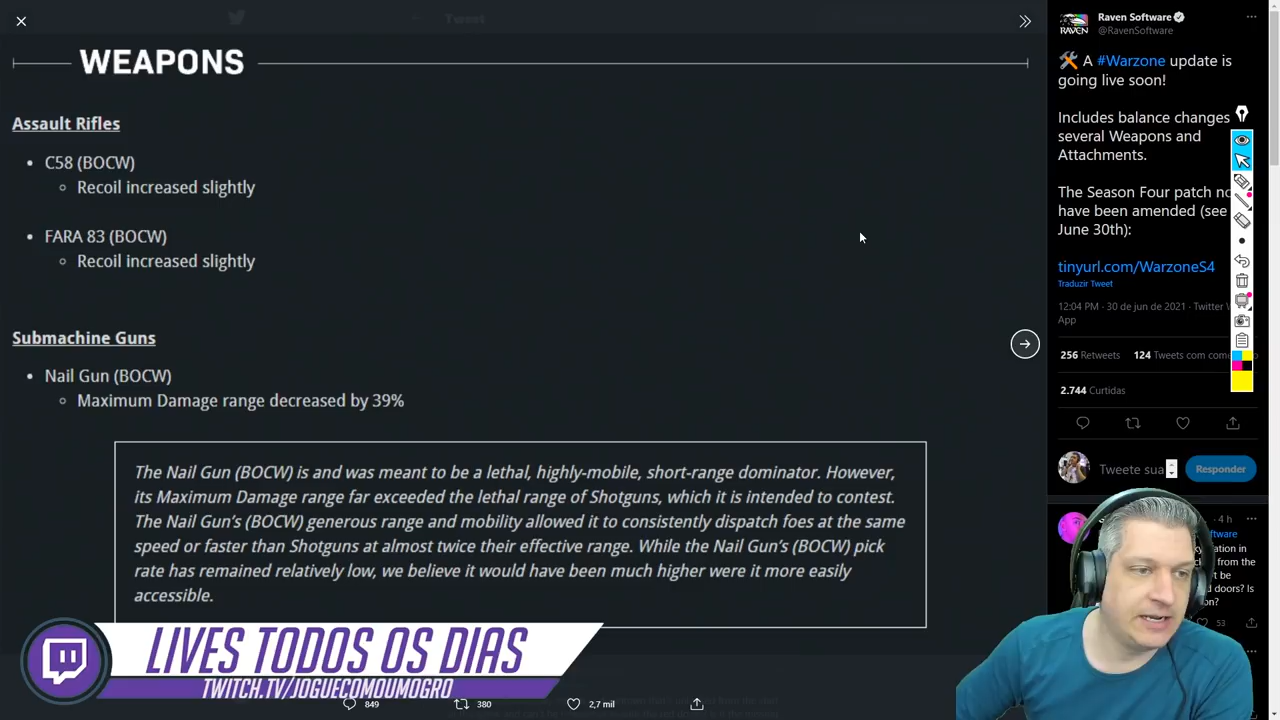 Tweet
WEAPONS
Assault Rifles
• C58 (BOCW)
○ Recoil increased slightly
• FARA 83 (BOCW)
○ Recoil increased slightly
Submachine Guns
• Nail Gun (BOCW)
○ Maximum Damage range decreased by 39%
The Nail Gun (BOCW) is and was meant to be a lethal, highly-mobile, short-range dominator. However,
its Maximum Damage range far exceeded the lethal range of Shotguns, which it is intended to contest.
The Nail Gun's (BOCW) generous range and mobility allowed it to consistently dispatch foes at the same
speed or faster than Shotguns at almost twice their effective range. While the Nail Gun's (BOCW) pick
rate has remained relatively low, we believe it would have been much higher were it more easily
accessible.
LIVES TODOS OS DIAS
TWITCH.TV/JOGUECOMOUMOGRO
849 380 2,7 mil
RAVEN
Raven Software
@RavenSoftware
🛠 A #Warzone update is
going live soon!
Includes balance changes
several Weapons and
Attachments.
The Season Four patch
have been amended (see
June 30th):
tinyurl.com/WarzoneS4
Traduzir Tweet
12:04 PM · 30 de jun de 2021 · Twitter
App
256 Retweets 124 Tweets com
2.744 Curtidas
Tweete sua
Responder
· 4 h
53